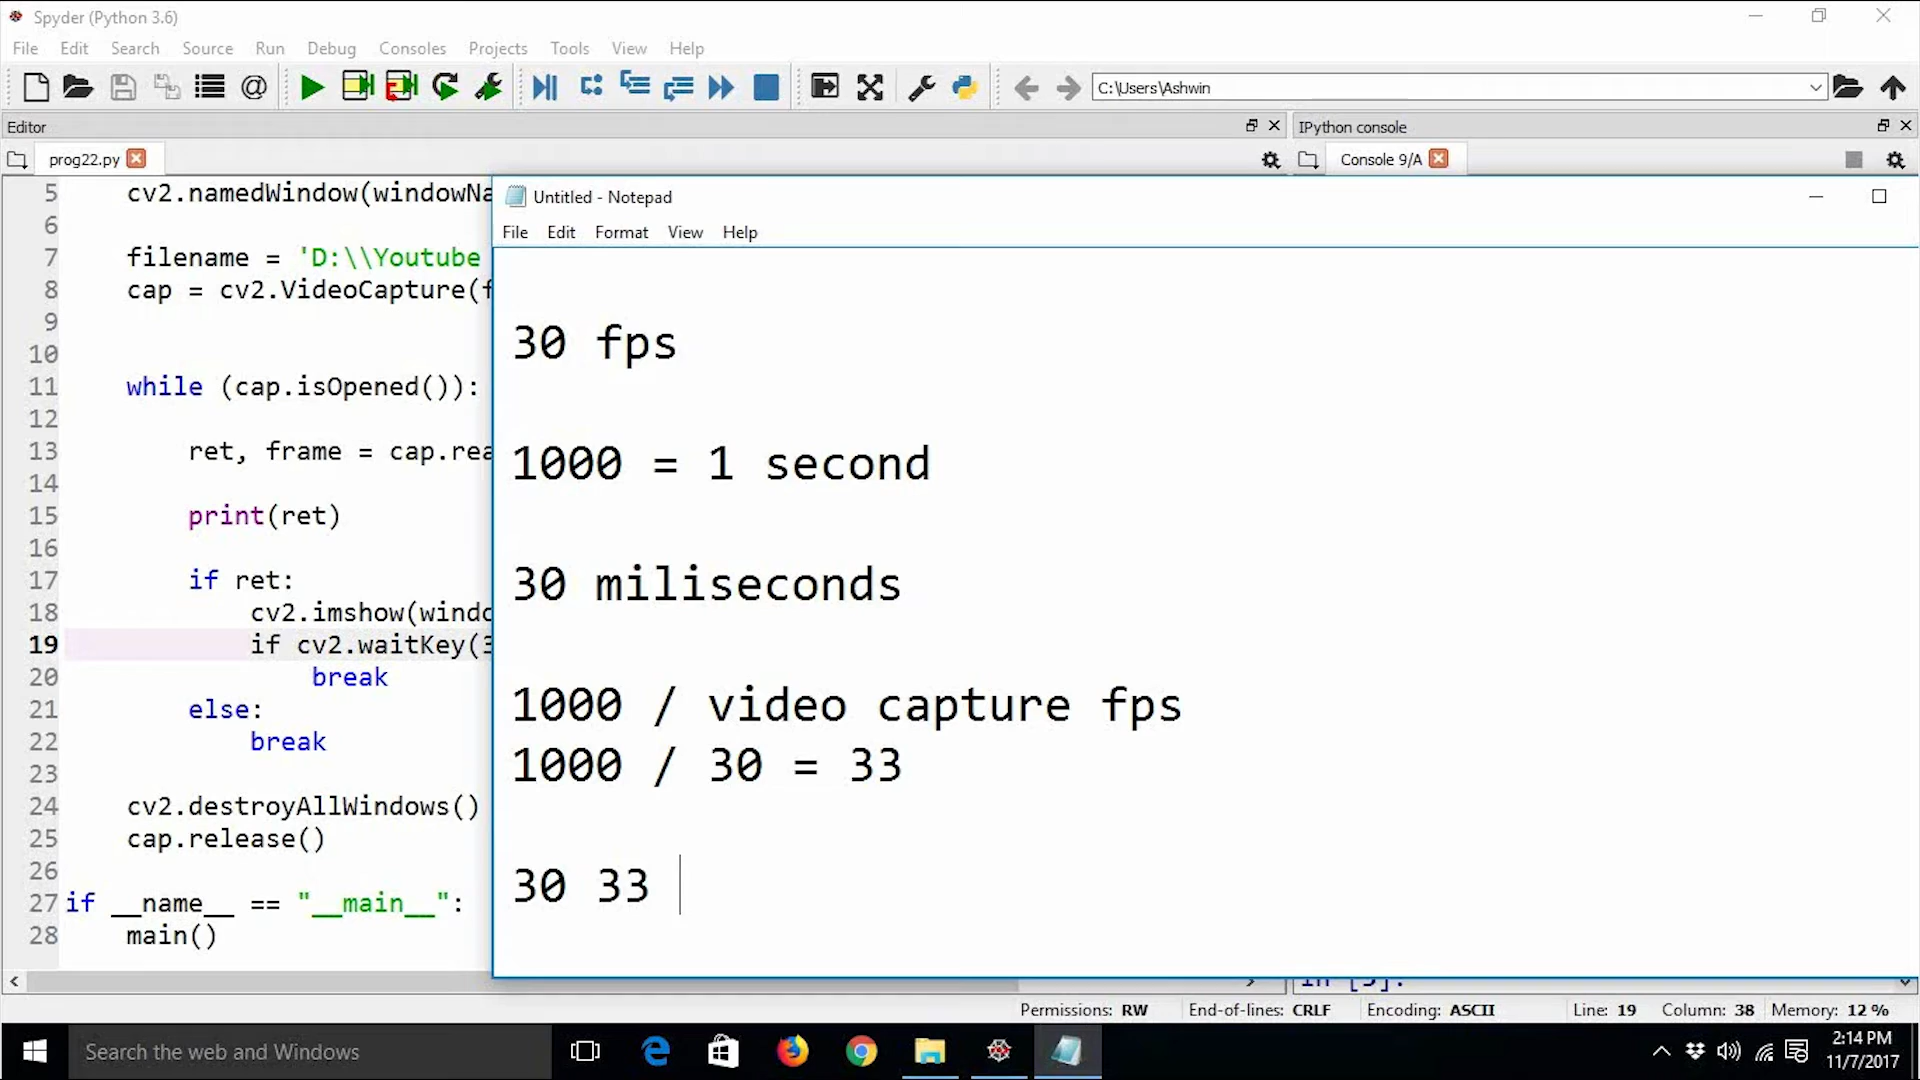 Spyder (Python 3.6)
File Edit Search Source Run Debug Consoles Projects Tools View Help
C:\Users\Ashwin
Editor
IPython console
prog22.py
Console 9/A
5 cv2.namedWindow(windowNa
6
7 filename = 'D:\\Youtube
8 cap = cv2.VideoCapture(f
9
10
11 while (cap.isOpened()):
12
13 ret, frame = cap.rea
14
15 print(ret)
16
17 if ret:
18 cv2.imshow(windo
19 if cv2.waitKey(3
20 break
21 else:
22 break
23
24 cv2.destroyAllWindows()
25 cap.release()
26
27 if __name__ == "__main__":
28 main()
Untitled - Notepad
File Edit Format View Help
30 fps
1000 = 1 second
30 miliseconds
1000 / video capture fps
1000 / 30 = 33
30 33
Permissions: RW End-of-lines: CRLF Encoding: ASCII Line: 19 Column: 38 Memory: 12 %
Search the web and Windows
2:14 PM
11/7/2017